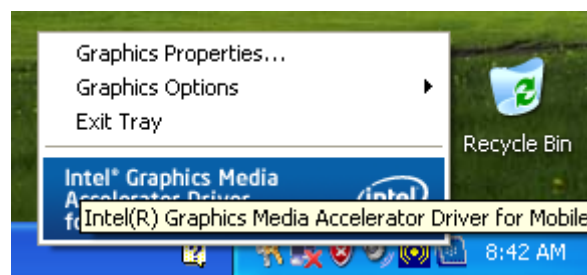 Graphics Properties...
Graphics Options
Exit Tray
Recycle Bin
Intel® Graphics Media
Accelerator Driver
(intel)
Intel(R) Graphics Media Accelerator Driver for Mobile
8:42 AM